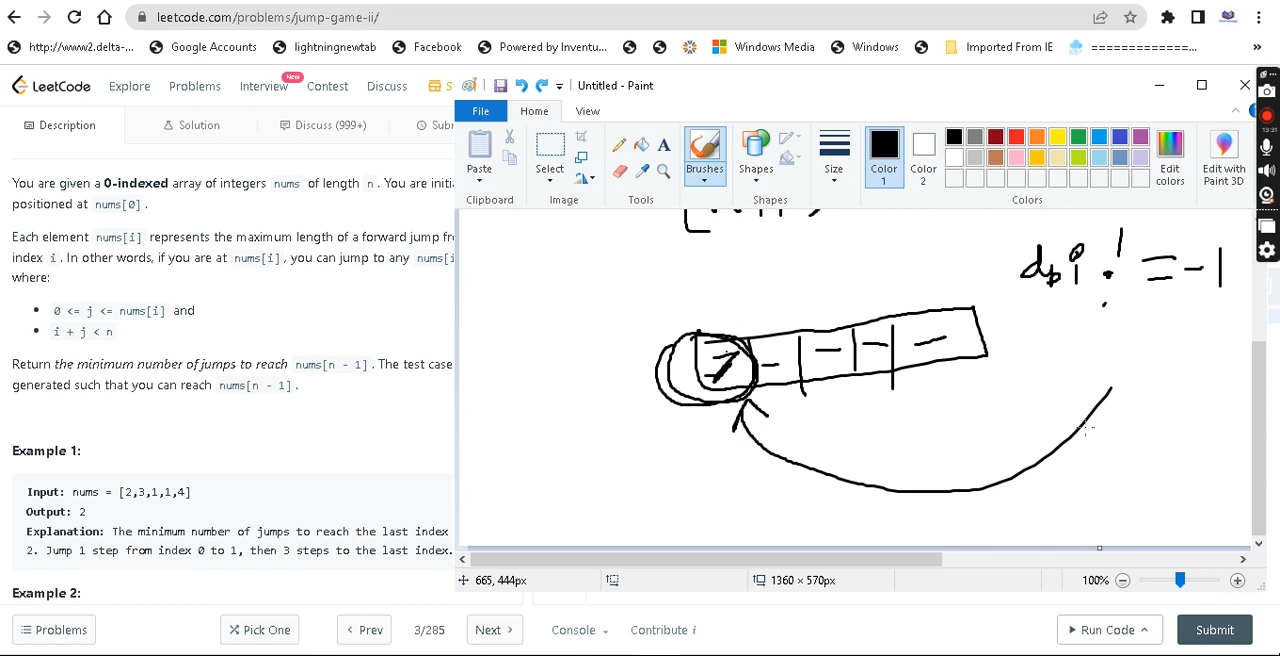 leetcode.com/problems/jump-game-ii/
http://www2.delta-... Google Accounts lightningnewtab Facebook Powered by Inventu... Windows Media Windows Imported From IE ==============... »
LeetCode Explore Problems Interview New Contest Discuss S
Untitled - Paint
File Home View
Description Solution Discuss (999+) Su
Paste Select Brushes Shapes Size Color 1 Color 2 Edit colors Edit with Paint 3D
Clipboard Image Tools Shapes Colors
13:31
You are given a 0-indexed array of integers nums of length n. You are initi
positioned at nums[0].
Each element nums[i] represents the maximum length of a forward jump fr
index i. In other words, if you are at nums[i], you can jump to any nums[i
where:
• 0 <= j <= nums[i] and
• i + j < n
Return the minimum number of jumps to reach nums[n - 1]. The test case
generated such that you can reach nums[n - 1].
dp i != -1
Example 1:
Input: nums = [2,3,1,1,4]
Output: 2
Explanation: The minimum number of jumps to reach the last index
2. Jump 1 step from index 0 to 1, then 3 steps to the last index.
Example 2:
665, 444px 1360 × 570px 100%
Problems Pick One Prev 3/285 Next Console Contribute i Run Code Submit